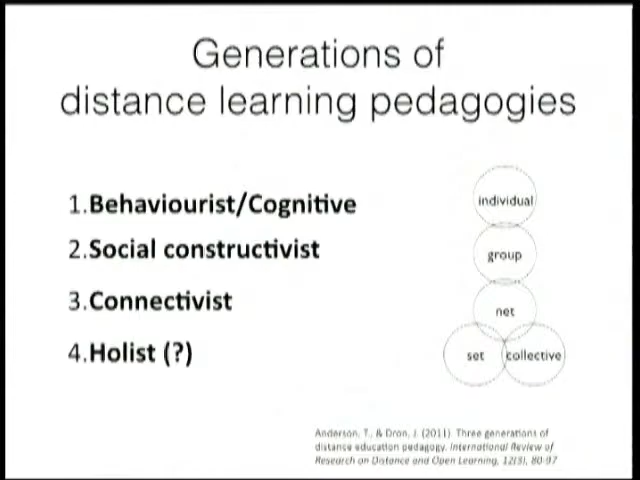 Generations of
distance learning pedagogies
1.Behaviourist/Cognitive
2.Social constructivist
3.Connectivist
4.Holist (?)
individual
group
net
set
collective
Anderson, T., & Dron, J. (2011). Three generations of
distance education pedagogy. International Review of
Research on Distance and Open Learning, 12(3), 80-97